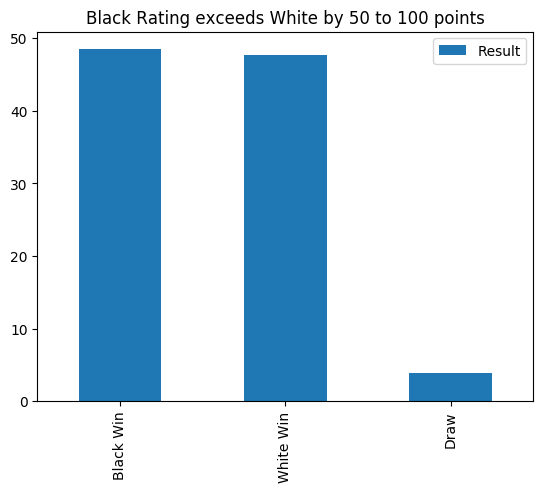 Black Rating exceeds White by 50 to 100 points
Result
50
40
30
20
10
0
Black Win
White Win
Draw